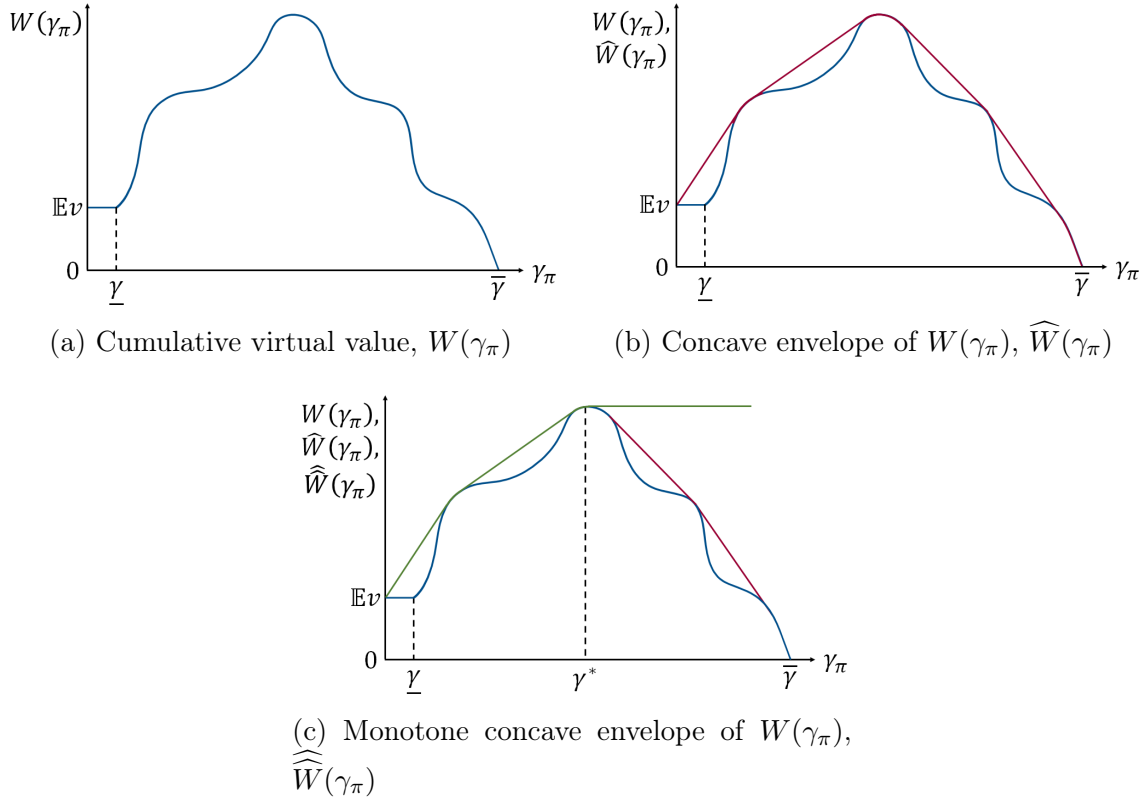 W(γ_π)
𝔼v
0
γ̲
γ̅
γ_π
(a) Cumulative virtual value, W(γ_π)
W(γ_π),
Ŵ(γ_π)
𝔼v
0
γ̲
γ̅
γ_π
(b) Concave envelope of W(γ_π), Ŵ(γ_π)
W(γ_π),
Ŵ(γ_π),
Ŵ̂(γ_π)
𝔼v
0
γ̲
γ*
γ̅
γ_π
(c) Monotone concave envelope of W(γ_π),
Ŵ̂(γ_π)